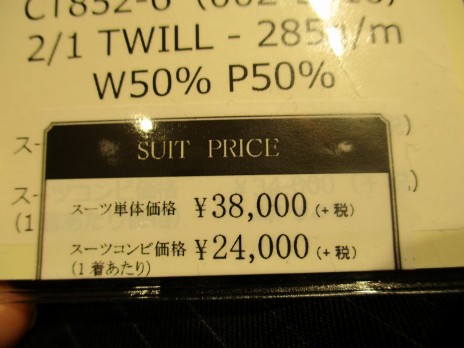 2/1 TWILL - 285g/m
W50% P50%
SUIT PRICE
スーツ単体価格 ¥38,000 (+ 税)
スーツコンビ価格 ¥24,000 (+ 税)
(1 着あたり)